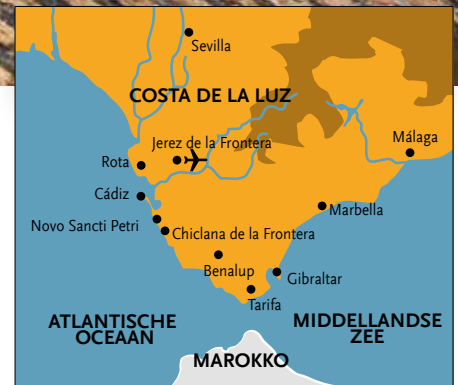 Sevilla
COSTA DE LA LUZ
Jerez de la Frontera
Málaga
Rota
Cádiz
Marbella
Novo Sancti Petri
Chiclana de la Frontera
Benalup
Gibraltar
Tarifa
ATLANTISCHE
OCEAAN
MIDDELLANDSE
ZEE
MAROKKO